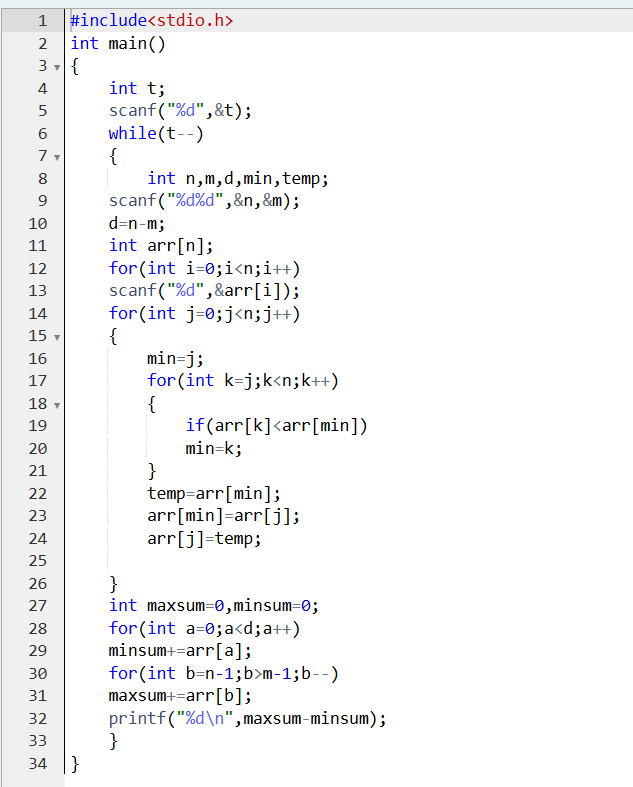 1 #include<stdio.h>
2 int main()
3 {
4     int t;
5     scanf("%d",&t);
6     while(t--)
7     {
8         int n,m,d,min,temp;
9     scanf("%d%d",&n,&m);
10     d=n-m;
11     int arr[n];
12     for(int i=0;i<n;i++)
13     scanf("%d",&arr[i]);
14     for(int j=0;j<n;j++)
15     {
16         min=j;
17         for(int k=j;k<n;k++)
18         {
19             if(arr[k]<arr[min])
20             min=k;
21         }
22         temp=arr[min];
23         arr[min]=arr[j];
24         arr[j]=temp;
25
26     }
27     int maxsum=0,minsum=0;
28     for(int a=0;a<d;a++)
29     minsum+=arr[a];
30     for(int b=n-1;b>m-1;b--)
31     maxsum+=arr[b];
32     printf("%d\n",maxsum-minsum);
33     }
34 }